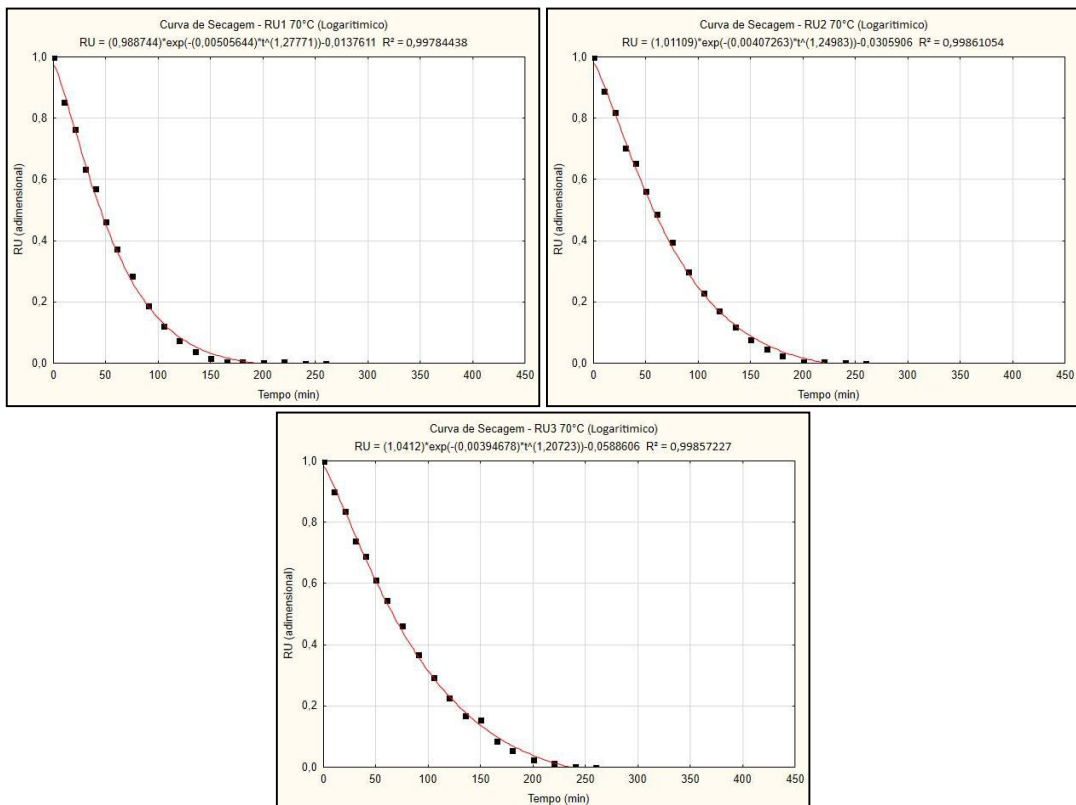 Curva de Secagem - RU1 70°C (Logaritimico)
RU = (0,988744)*exp(-(0,00505644)*t^(1,27771))-0,0137611 R² = 0,99784438
1,0
0,8
0,6
0,4
0,2
0,0
RU (adimensional)
0 50 100 150 200 250 300 350 400 450
Tempo (min)
Curva de Secagem - RU2 70°C (Logaritimico)
RU = (1,01109)*exp(-(0,00407263)*t^(1,24983))-0,0305906 R² = 0,99861054
1,0
0,8
0,6
0,4
0,2
0,0
RU (adimensional)
0 50 100 150 200 250 300 350 400 450
Tempo (min)
Curva de Secagem - RU3 70°C (Logaritimico)
RU = (1,0412)*exp(-(0,00394678)*t^(1,20723))-0,0588606 R² = 0,99857227
1,0
0,8
0,6
0,4
0,2
0,0
RU (adimensional)
0 50 100 150 200 250 300 350 400 450
Tempo (min)